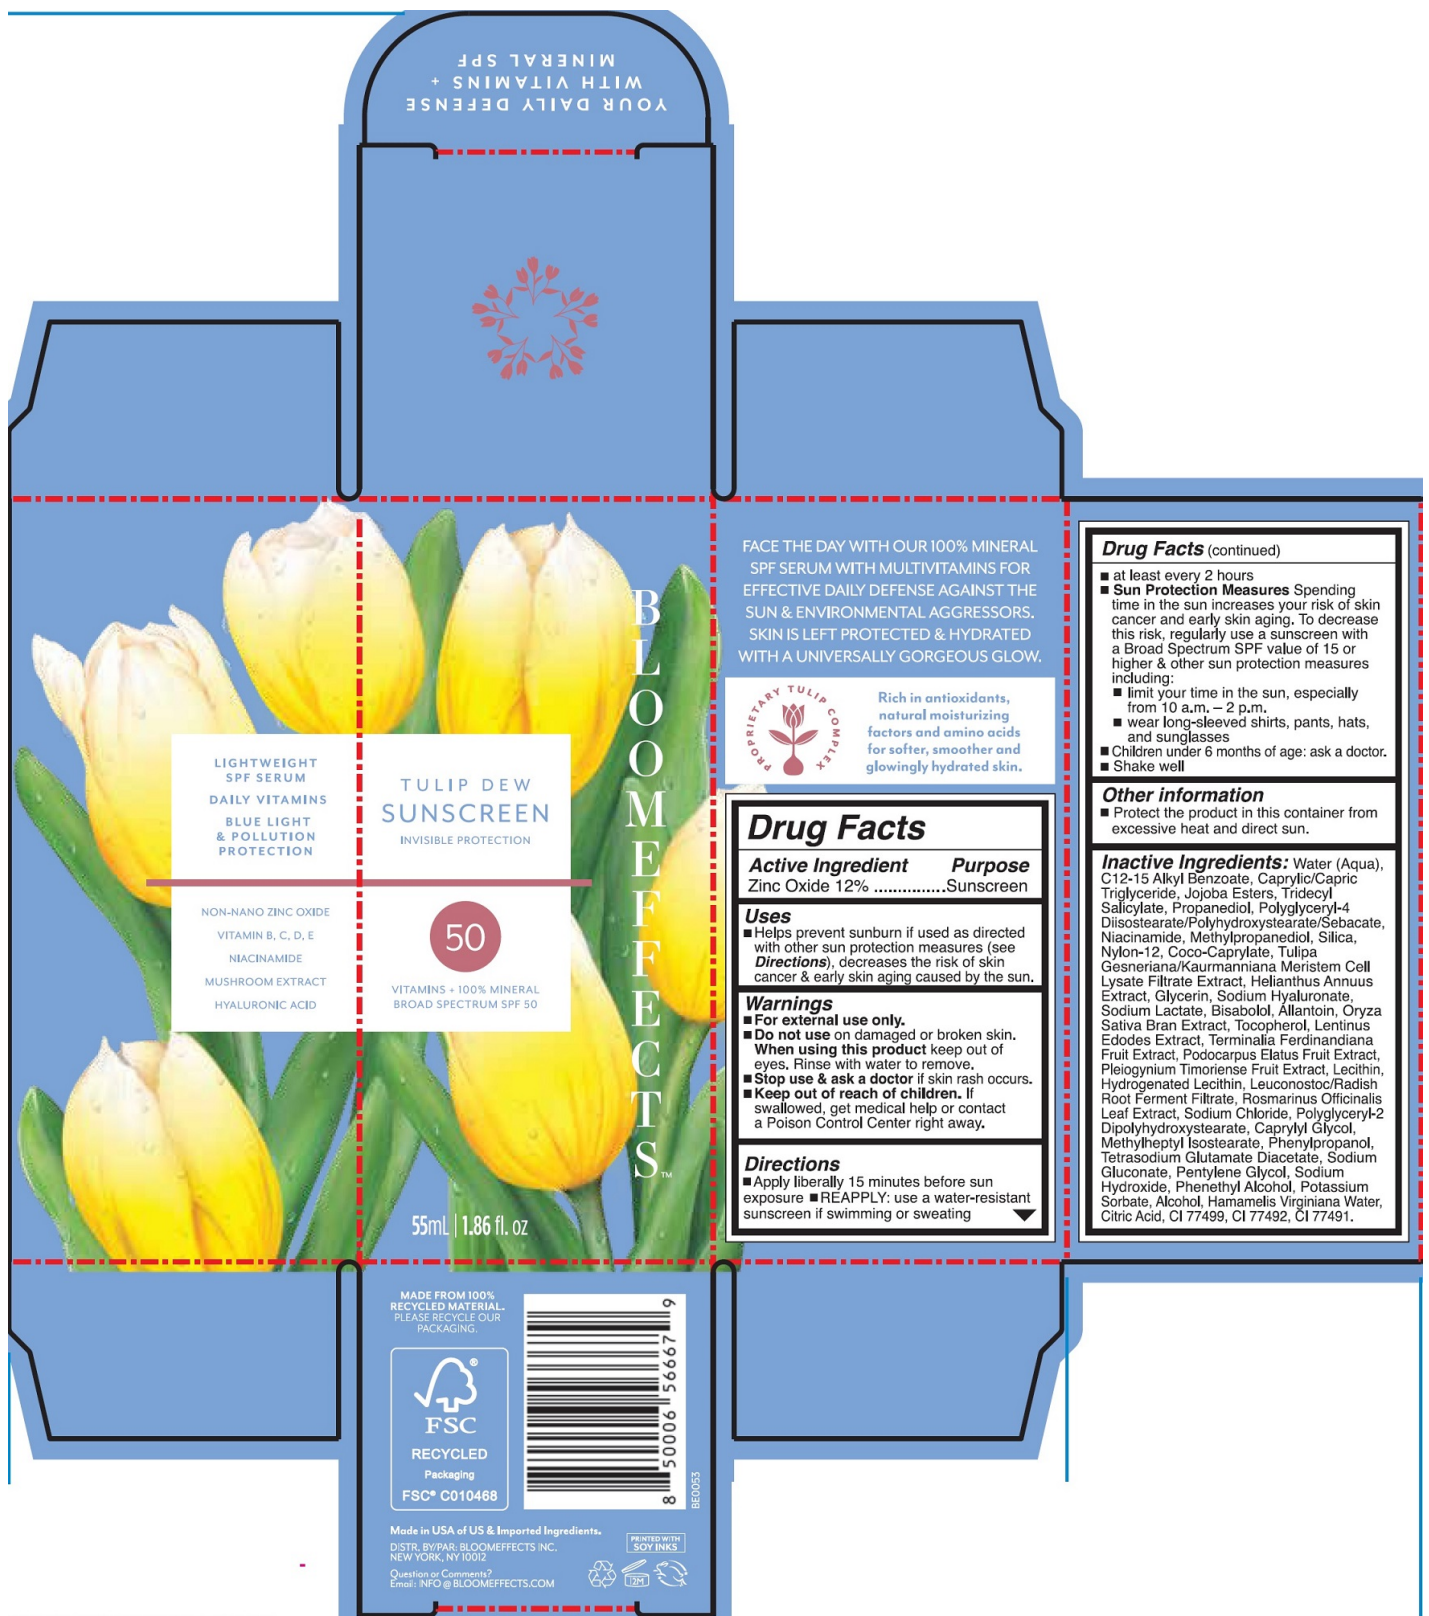 YOUR DAILY DEFENSE
WITH VITAMINS +
MINERAL SPF
LIGHTWEIGHT
SPF SERUM
DAILY VITAMINS
BLUE LIGHT
& POLLUTION
PROTECTION
NON-NANO ZINC OXIDE
VITAMIN B, C, D, E
NIACINAMIDE
MUSHROOM EXTRACT
HYALURONIC ACID
TULIP DEW
SUNSCREEN
INVISIBLE PROTECTION
50
VITAMINS + 100% MINERAL
BROAD SPECTRUM SPF 50
BLOOMEFFECTS™
55mL | 1.86 fl. oz
FACE THE DAY WITH OUR 100% MINERAL
SPF SERUM WITH MULTIVITAMINS FOR
EFFECTIVE DAILY DEFENSE AGAINST THE
SUN & ENVIRONMENTAL AGGRESSORS.
SKIN IS LEFT PROTECTED & HYDRATED
WITH A UNIVERSALLY GORGEOUS GLOW.
PROPRIETARY TULIP COMPLEX
Rich in antioxidants,
natural moisturizing
factors and amino acids
for softer, smoother and
glowingly hydrated skin.
Drug Facts
Active Ingredient Purpose
Zinc Oxide 12% ...............Sunscreen
Uses
■ Helps prevent sunburn if used as directed
with other sun protection measures (see
Directions), decreases the risk of skin
cancer & early skin aging caused by the sun.
Warnings
■ For external use only.
■ Do not use on damaged or broken skin.
When using this product keep out of
eyes. Rinse with water to remove.
■ Stop use & ask a doctor if skin rash occurs.
■ Keep out of reach of children. If
swallowed, get medical help or contact
a Poison Control Center right away.
Directions
■ Apply liberally 15 minutes before sun
exposure ■ REAPPLY: use a water-resistant
sunscreen if swimming or sweating
Drug Facts (continued)
■ at least every 2 hours
■ Sun Protection Measures Spending
time in the sun increases your risk of skin
cancer and early skin aging. To decrease
this risk, regularly use a sunscreen with
a Broad Spectrum SPF value of 15 or
higher & other sun protection measures
including:
■ limit your time in the sun, especially
from 10 a.m. – 2 p.m.
■ wear long-sleeved shirts, pants, hats,
and sunglasses
■ Children under 6 months of age: ask a doctor.
■ Shake well
Other information
■ Protect the product in this container from
excessive heat and direct sun.
Inactive Ingredients: Water (Aqua),
C12-15 Alkyl Benzoate, Caprylic/Capric
Triglyceride, Jojoba Esters, Tridecyl
Salicylate, Propanediol, Polyglyceryl-4
Diisostearate/Polyhydroxystearate/Sebacate,
Niacinamide, Methylpropanediol, Silica,
Nylon-12, Coco-Caprylate, Tulipa
Gesneriana/Kaurmanniana Meristem Cell
Lysate Filtrate Extract, Helianthus Annuus
Extract, Glycerin, Sodium Hyaluronate,
Sodium Lactate, Bisabolol, Allantoin, Oryza
Sativa Bran Extract, Tocopherol, Lentinus
Edodes Extract, Terminalia Ferdinandiana
Fruit Extract, Podocarpus Elatus Fruit Extract,
Pleiogynium Timoriense Fruit Extract, Lecithin,
Hydrogenated Lecithin, Leuconostoc/Radish
Root Ferment Filtrate, Rosmarinus Officinalis
Leaf Extract, Sodium Chloride, Polyglyceryl-2
Dipolyhydroxystearate, Caprylyl Glycol,
Methylheptyl Isostearate, Phenylpropanol,
Tetrasodium Glutamate Diacetate, Sodium
Gluconate, Pentylene Glycol, Sodium
Hydroxide, Phenethyl Alcohol, Potassium
Sorbate, Alcohol, Hamamelis Virginiana Water,
Citric Acid, CI 77499, CI 77492, CI 77491.
MADE FROM 100%
RECYCLED MATERIAL.
PLEASE RECYCLE OUR
PACKAGING.
®
FSC
RECYCLED
Packaging
FSC® C010468
8 50006 56667 9
BE0053
Made in USA of US & Imported Ingredients.
DISTR. BY/PAR: BLOOMEFFECTS INC.
NEW YORK, NY 10012
Question or Comments?
Email: INFO@BLOOMEFFECTS.COM
PRINTED WITH
SOY INKS
12M